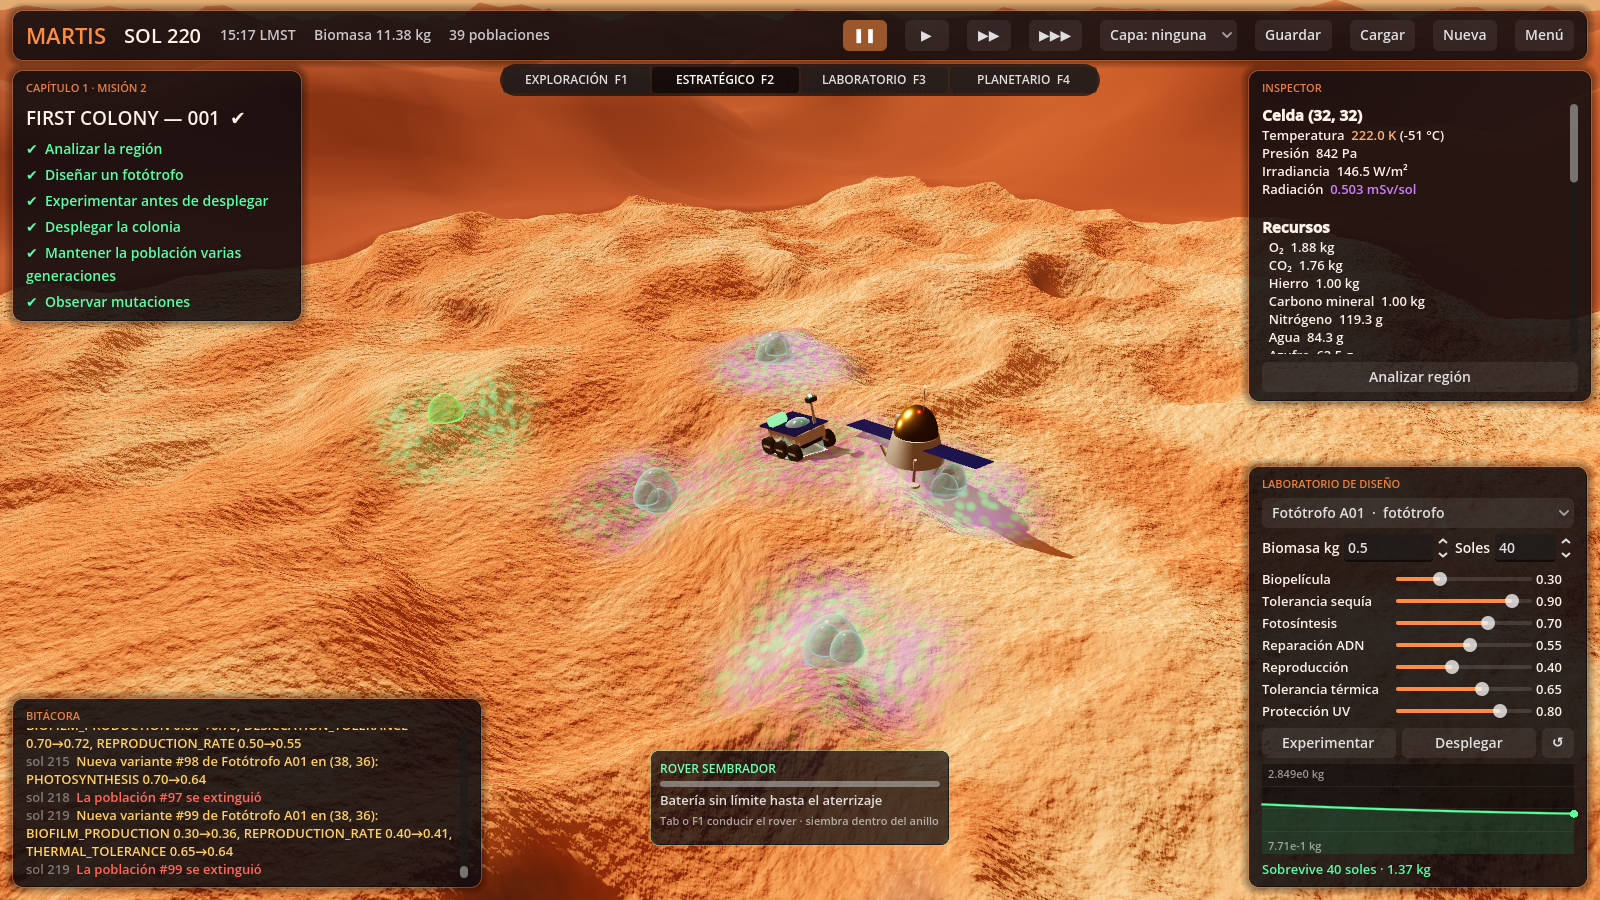 MARTIS SOL 220 15:17 LMST Biomasa 11.38 kg 39 poblaciones ❚❚ ▶ ▶▶ ▶▶▶ Capa: ninguna Guardar Cargar Nueva Menú
EXPLORACIÓN F1 ESTRATÉGICO F2 LABORATORIO F3 PLANETARIO F4
CAPÍTULO 1 · MISIÓN 2
FIRST COLONY — 001 ✔
✔ Analizar la región
✔ Diseñar un fotótrofo
✔ Experimentar antes de desplegar
✔ Desplegar la colonia
✔ Mantener la población varias
generaciones
✔ Observar mutaciones
INSPECTOR
Celda (32, 32)
Temperatura 222.0 K (-51 °C)
Presión 842 Pa
Irradiancia 146.5 W/m²
Radiación 0.503 mSv/sol
Recursos
O₂ 1.88 kg
CO₂ 1.76 kg
Hierro 1.00 kg
Carbono mineral 1.00 kg
Nitrógeno 119.3 g
Agua 84.3 g
Analizar región
LABORATORIO DE DISEÑO
Fotótrofo A01 · fotótrofo
Biomasa kg 0.5 Soles 40
Biopelícula 0.30
Tolerancia sequía 0.90
Fotosíntesis 0.70
Reparación ADN 0.55
Reproducción 0.40
Tolerancia térmica 0.65
Protección UV 0.80
Experimentar Desplegar ↺
2.849e0 kg
7.71e-1 kg
Sobrevive 40 soles · 1.37 kg
BITÁCORA
0.70→0.72, REPRODUCTION_RATE 0.50→0.55
sol 215 Nueva variante #98 de Fotótrofo A01 en (38, 36):
PHOTOSYNTHESIS 0.70→0.64
sol 218 La población #97 se extinguió
sol 219 Nueva variante #99 de Fotótrofo A01 en (38, 36):
BIOFILM_PRODUCTION 0.30→0.36, REPRODUCTION_RATE 0.40→0.41,
THERMAL_TOLERANCE 0.65→0.64
sol 219 La población #99 se extinguió
ROVER SEMBRADOR
Batería sin límite hasta el aterrizaje
Tab o F1 conducir el rover · siembra dentro del anillo